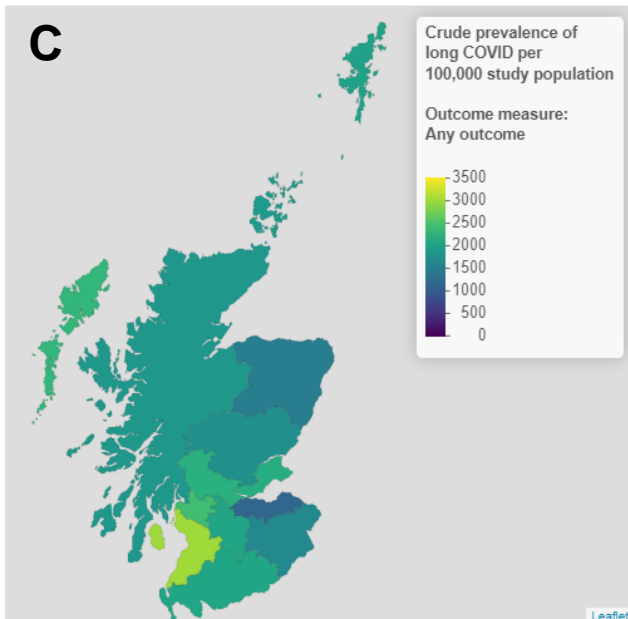 C
Crude prevalence of
long COVID per
100,000 study population
Outcome measure:
Any outcome
3500
3000
2500
2000
1500
1000
500
0
Leaflet